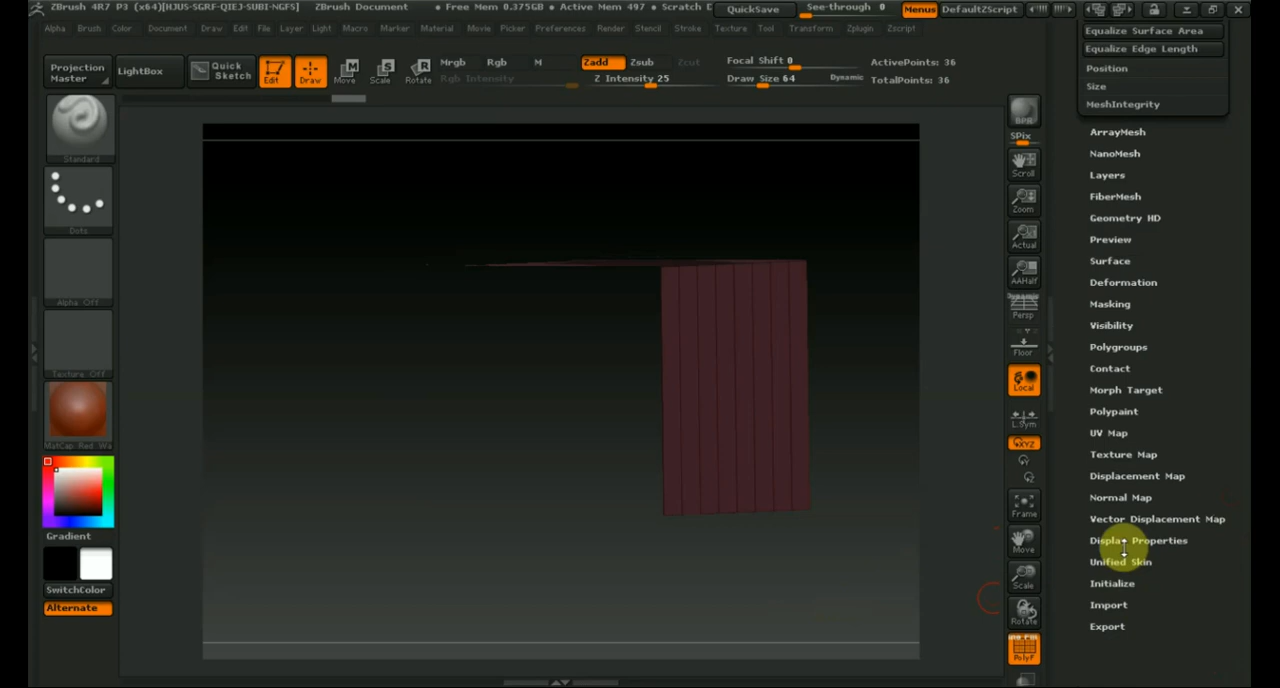 ZBrush 4R7 P3 (x64)[HJUS-SGRF-QIEJ-SUBI-NGFS] ZBrush Document • Free Mem 0.375GB • Active Mem 497 • Scratch D QuickSave See-through 0 Menus DefaultZScript
Alpha Brush Color Document Draw Edit File Layer Light Macro Marker Material Movie Picker Preferences Render Stencil Stroke Texture Tool Transform Zplugin Zscript
Projection Master
LightBox
Quick Sketch
Edit
Draw
Move
Scale
Rotate
Mrgb Rgb M
Rgb Intensity
Zadd Zsub Zcut
Z Intensity 25
Focal Shift 0
Draw Size 64 Dynamic
ActivePoints: 36
TotalPoints: 36
Standard
Dots
Alpha Off
Texture Off
MatCap Red Wa
Gradient
SwitchColor
Alternate
BPR
SPix
Scroll
Zoom
Actual
AAHalf
Dynamic
Persp
Floor
Local
L.Sym
XYZ
Frame
Move
Scale
Rotate
PolyF
Equalize Surface Area
Equalize Edge Length
Position
Size
MeshIntegrity
ArrayMesh
NanoMesh
Layers
FiberMesh
Geometry HD
Preview
Surface
Deformation
Masking
Visibility
Polygroups
Contact
Morph Target
Polypaint
UV Map
Texture Map
Displacement Map
Normal Map
Vector Displacement Map
Display Properties
Unified Skin
Initialize
Import
Export